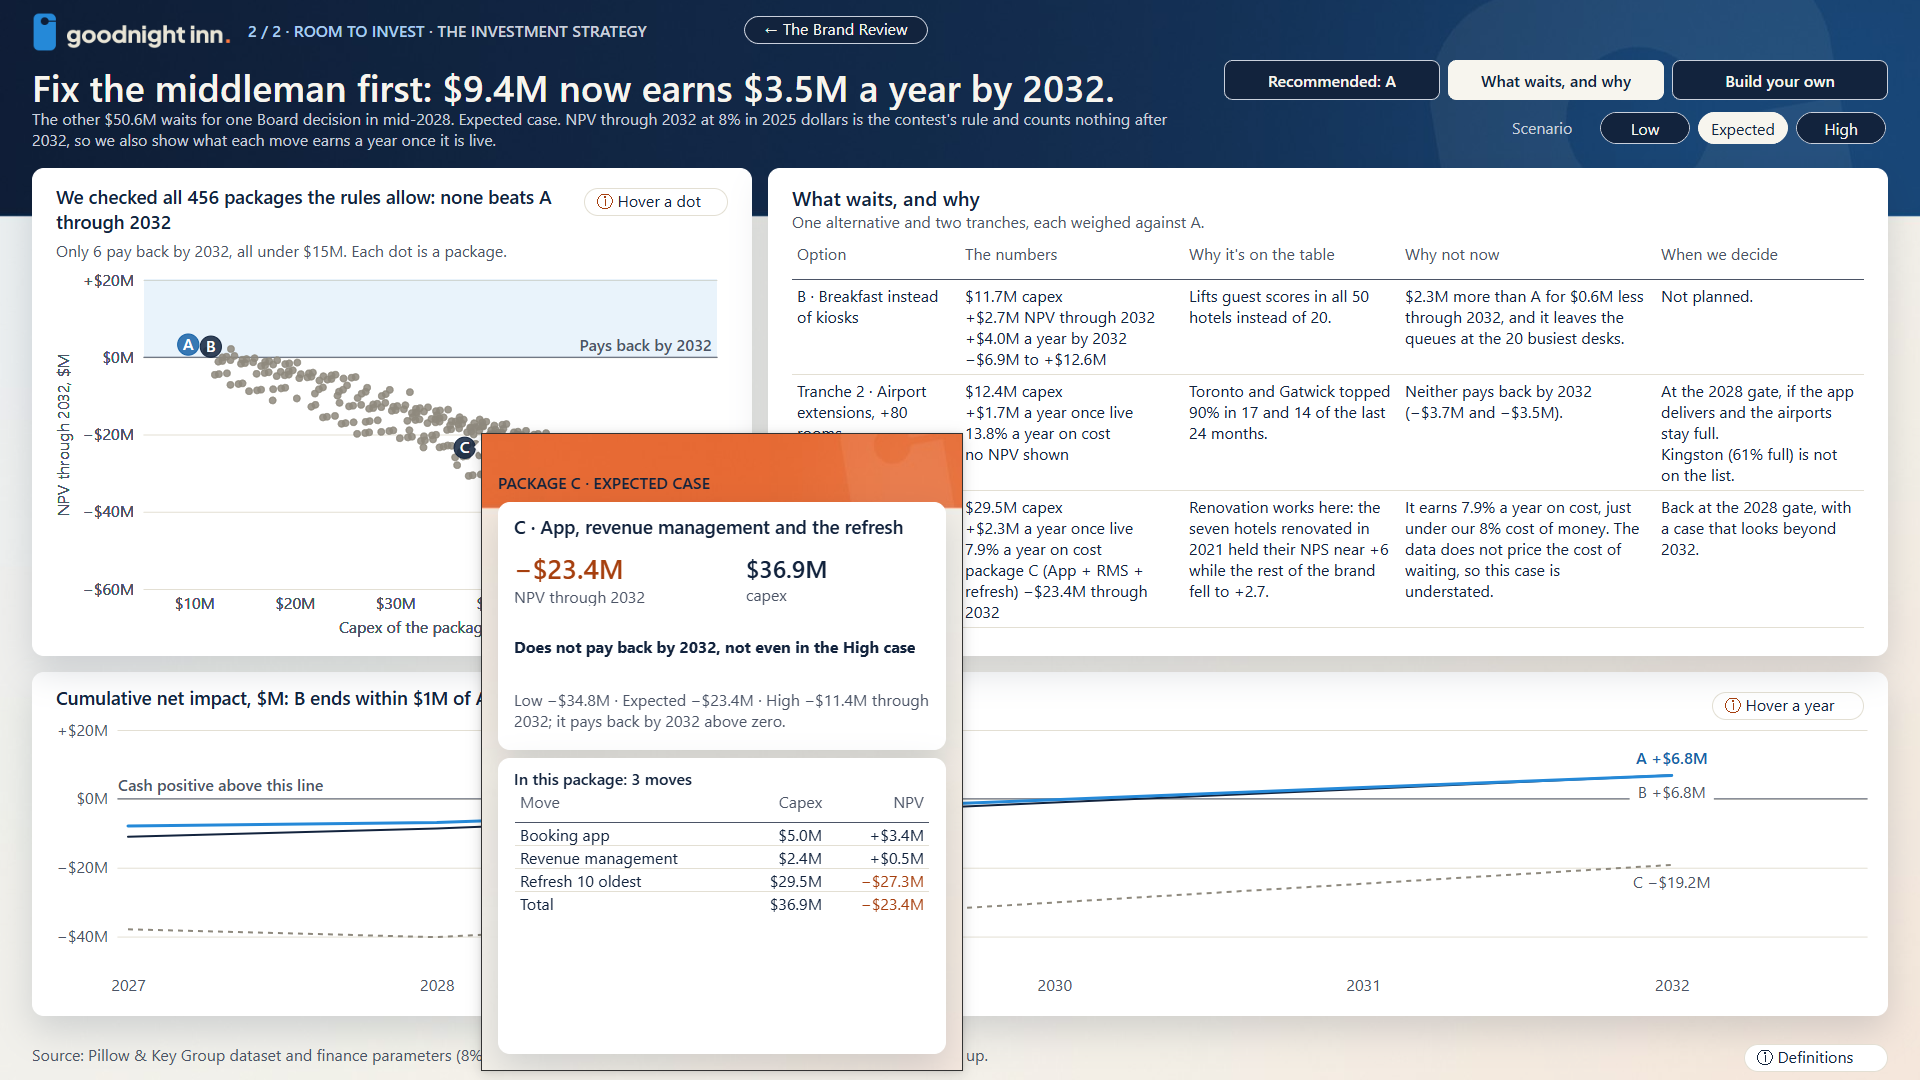 goodnight inn.
2 / 2 · ROOM TO INVEST · THE INVESTMENT STRATEGY
← The Brand Review
Fix the middleman first: $9.4M now earns $3.5M a year by 2032.
The other $50.6M waits for one Board decision in mid-2028. Expected case. NPV through 2032 at 8% in 2025 dollars is the contest's rule and counts nothing after
2032, so we also show what each move earns a year once it is live.
Recommended: A
What waits, and why
Build your own
Scenario
Low
Expected
High
We checked all 456 packages the rules allow: none beats A
through 2032
ⓘ Hover a dot
Only 6 pay back by 2032, all under $15M. Each dot is a package.
NPV through 2032, $M
+$20M
$0M
−$20M
−$40M
−$60M
Pays back by 2032
A
B
C
$10M
$20M
$30M
Capex of the packag
What waits, and why
One alternative and two tranches, each weighed against A.
Option
The numbers
Why it's on the table
Why not now
When we decide
B · Breakfast instead
of kiosks
$11.7M capex
+$2.7M NPV through 2032
+$4.0M a year by 2032
−$6.9M to +$12.6M
Lifts guest scores in all 50
hotels instead of 20.
$2.3M more than A for $0.6M less
through 2032, and it leaves the
queues at the 20 busiest desks.
Not planned.
Tranche 2 · Airport
extensions, +80
rooms
$12.4M capex
+$1.7M a year once live
13.8% a year on cost
no NPV shown
Toronto and Gatwick topped
90% in 17 and 14 of the last
24 months.
Neither pays back by 2032
(−$3.7M and −$3.5M).
At the 2028 gate, if the app
delivers and the airports
stay full.
Kingston (61% full) is not
on the list.
$29.5M capex
+$2.3M a year once live
7.9% a year on cost
package C (App + RMS +
refresh) −$23.4M through
2032
Renovation works here: the
seven hotels renovated in
2021 held their NPS near +6
while the rest of the brand
fell to +2.7.
It earns 7.9% a year on cost, just
under our 8% cost of money. The
data does not price the cost of
waiting, so this case is
understated.
Back at the 2028 gate, with
a case that looks beyond
2032.
PACKAGE C · EXPECTED CASE
C · App, revenue management and the refresh
−$23.4M
NPV through 2032
$36.9M
capex
Does not pay back by 2032, not even in the High case
Low −$34.8M · Expected −$23.4M · High −$11.4M through
2032; it pays back by 2032 above zero.
In this package: 3 moves
Move Capex NPV
Booking app $5.0M +$3.4M
Revenue management $2.4M +$0.5M
Refresh 10 oldest $29.5M −$27.3M
Total $36.9M −$23.4M
Cumulative net impact, $M: B ends within $1M of A
ⓘ Hover a year
+$20M
$0M
−$20M
−$40M
Cash positive above this line
A +$6.8M
B +$6.8M
C −$19.2M
2027
2028
2030
2031
2032
Source: Pillow & Key Group dataset and finance parameters (8%
up.
ⓘ Definitions